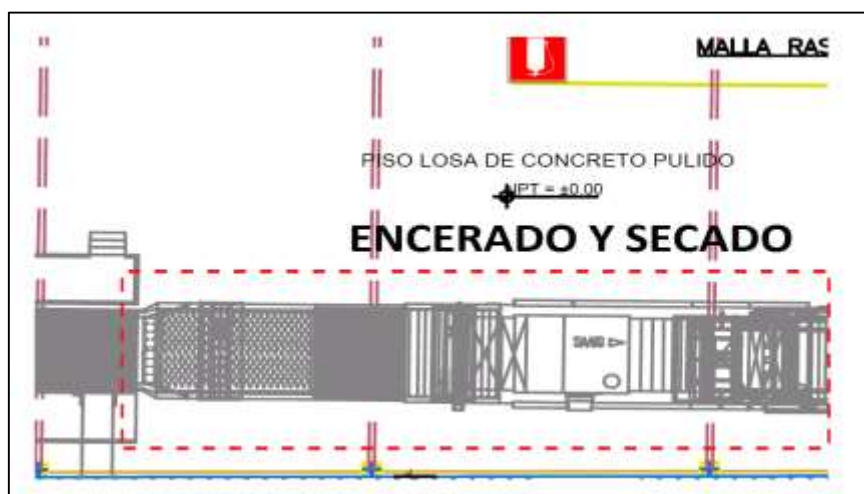 MALLA RAS
PISO LOSA DE CONCRETO PULIDO
NPT = ±0.00
ENCERADO Y SECADO